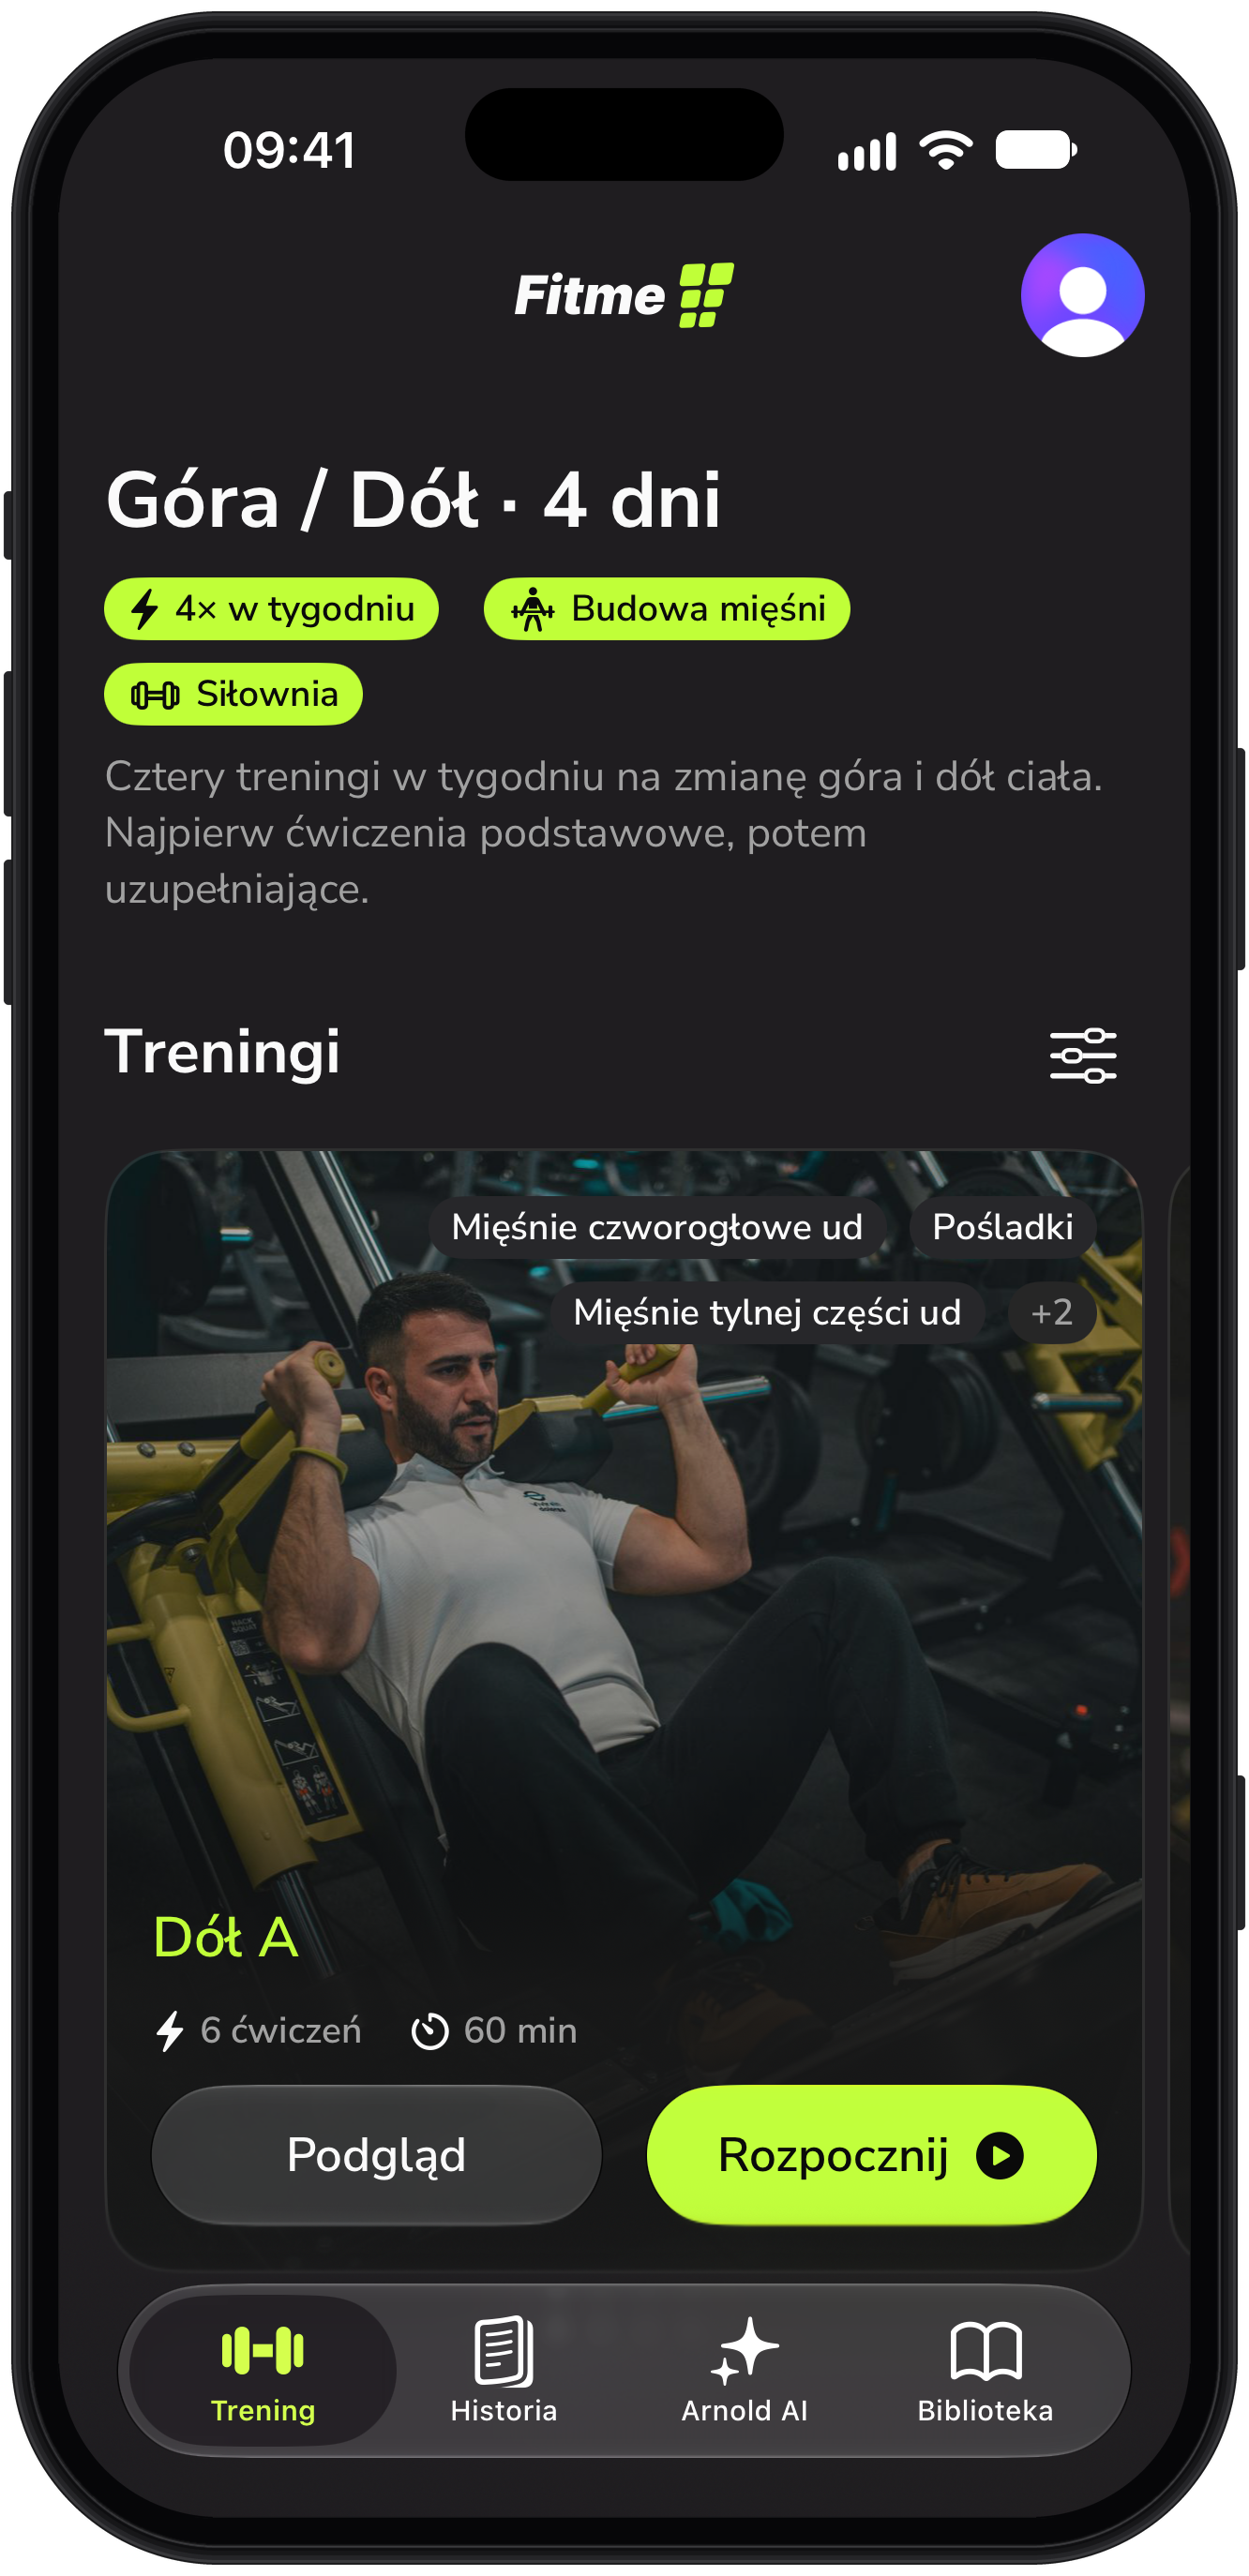 09:41
Fitme
Góra / Dół · 4 dni
4× w tygodniu
Budowa mięśni
Siłownia
Cztery treningi w tygodniu na zmianę góra i dół ciała.
Najpierw ćwiczenia podstawowe, potem
uzupełniające.
Treningi
Mięśnie czworogłowe ud
Pośladki
Mięśnie tylnej części ud
+2
HACK
SQUAT
Dół A
6 ćwiczeń
60 min
Podgląd
Rozpocznij
Trening
Historia
Arnold AI
Biblioteka